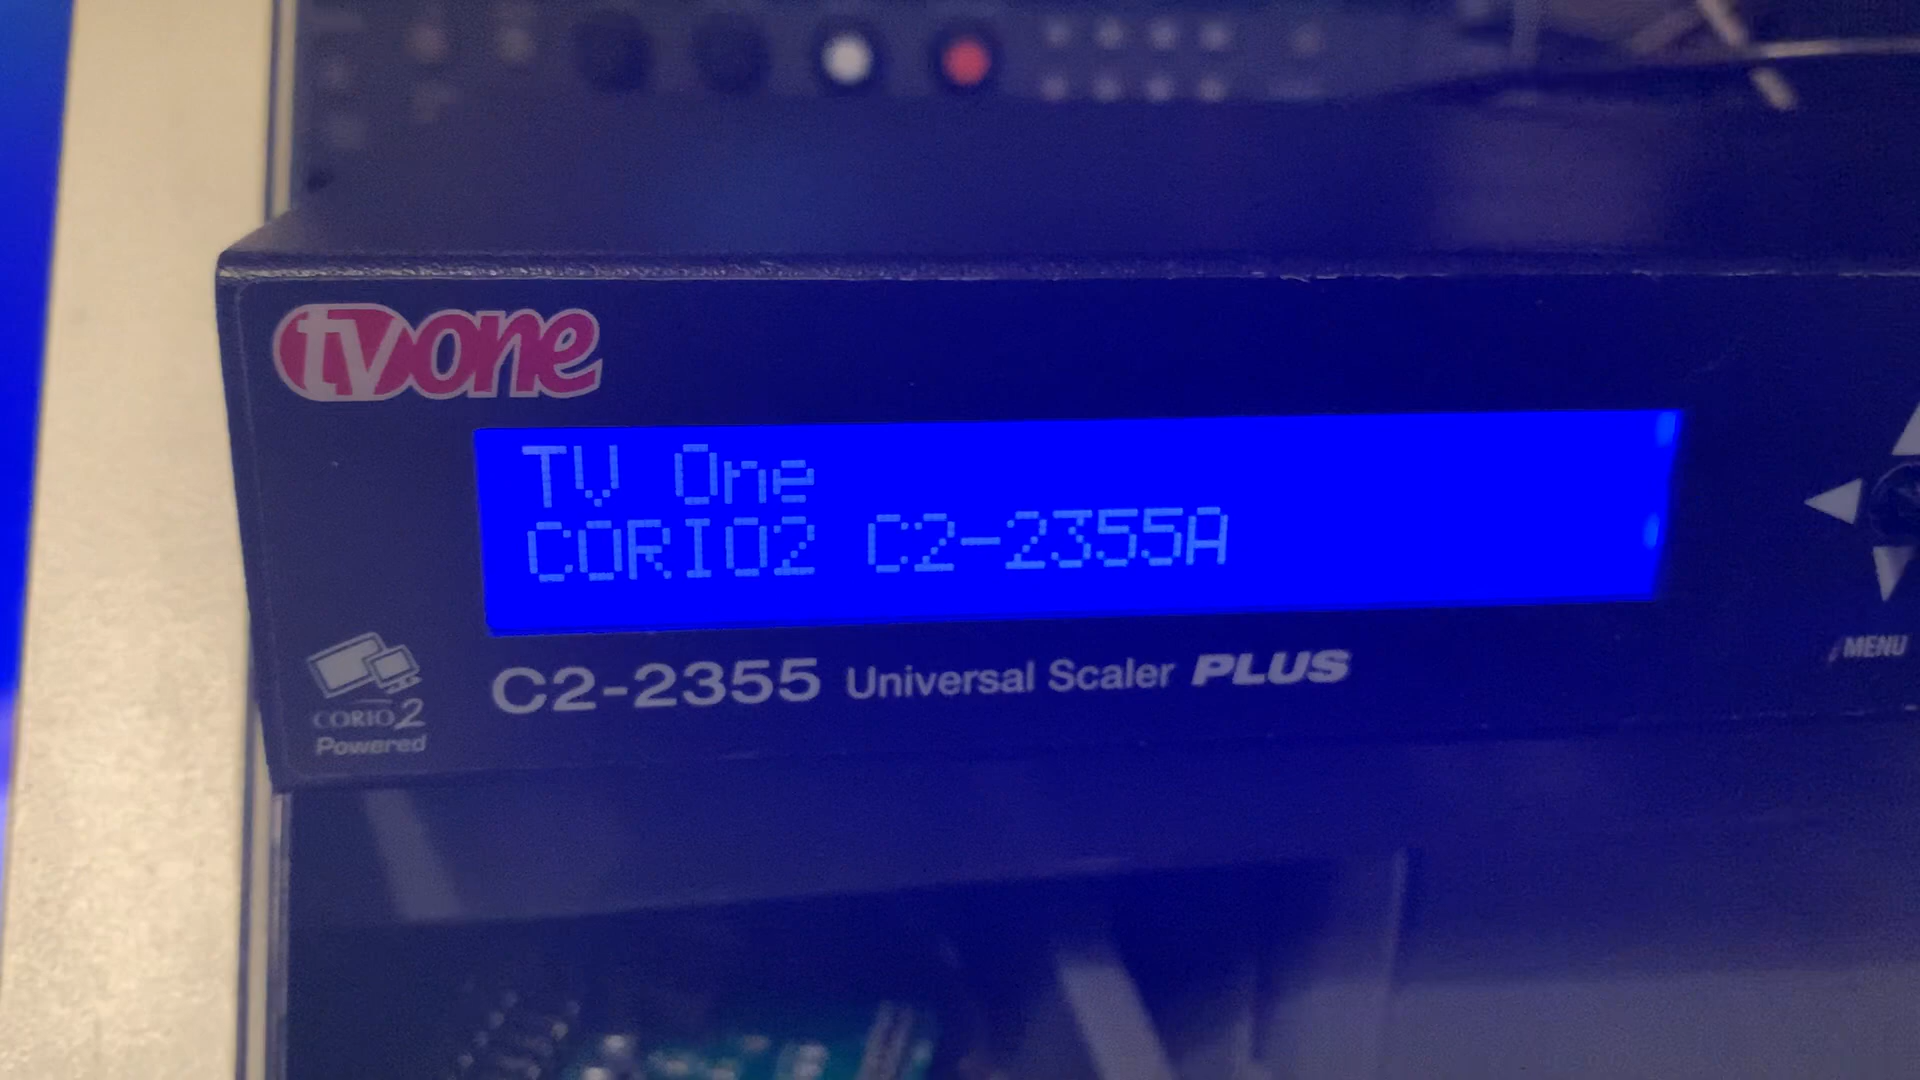 tvone
TV One
CORIO2 C2-2355A
C2-2355 Universal Scaler PLUS
CORIO2
Powered
MENU